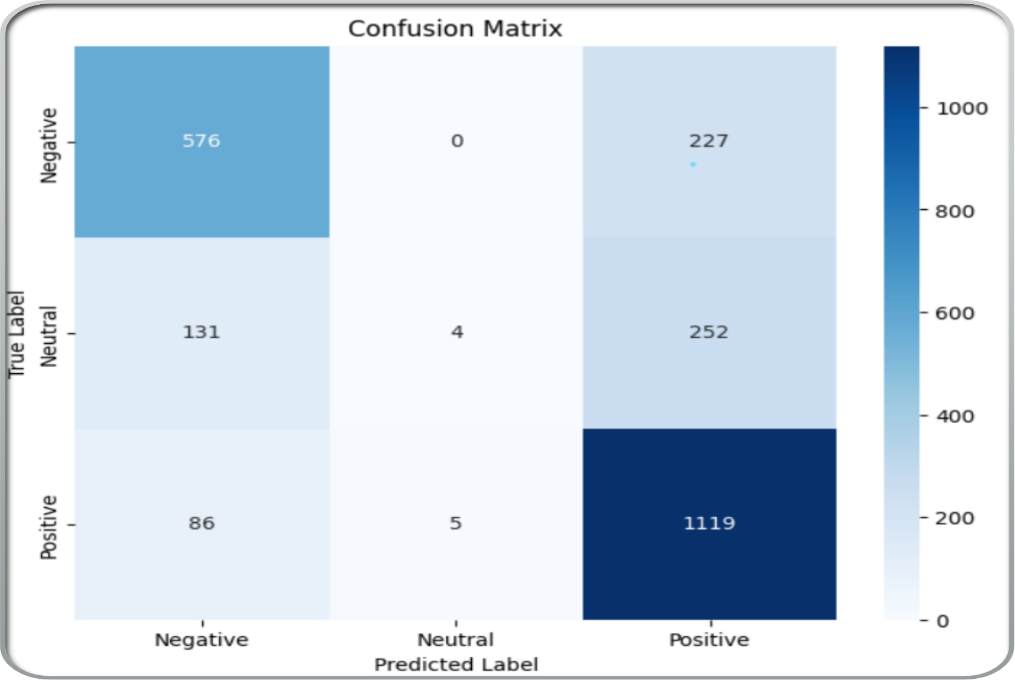 Confusion Matrix
Negative
576 0 227
Neutral
131 4 252
Positive
86 5 1119
True Label
Negative Neutral Positive
Predicted Label
1000
800
600
400
200
0